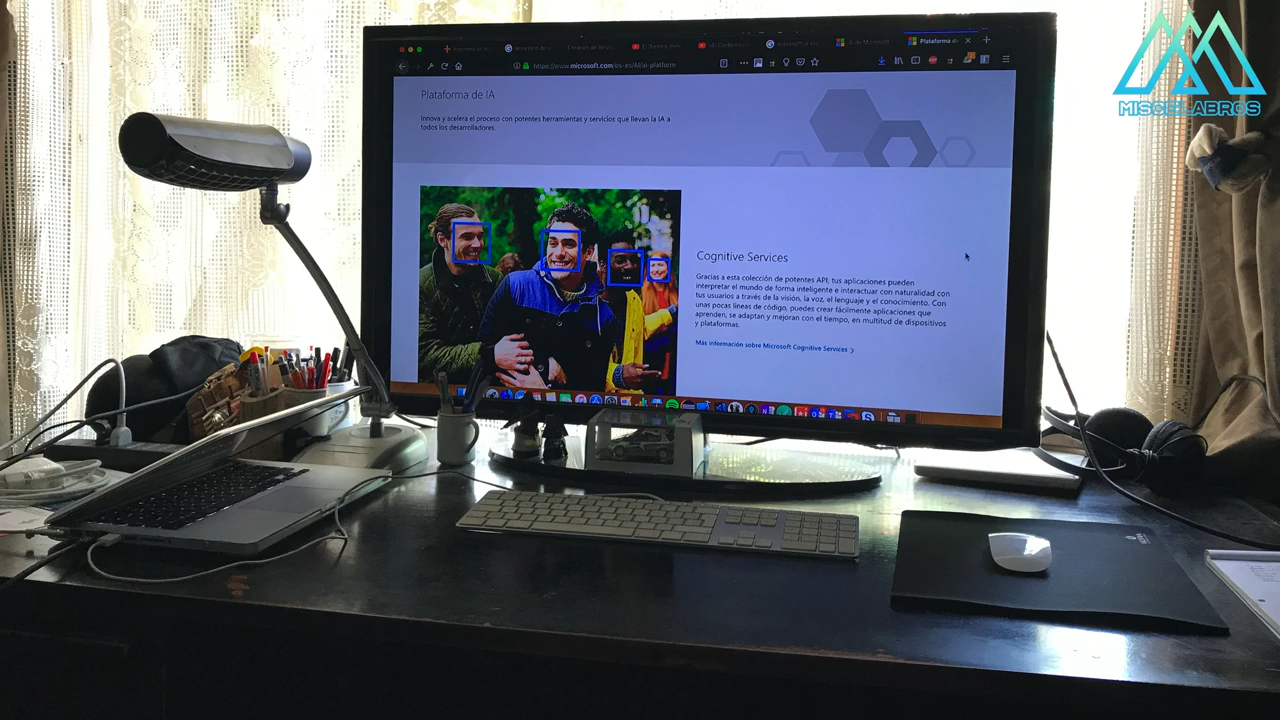 MISCELABROS
Plataforma de
https://www.microsoft.com/es-es/AI/ai-platform
Plataforma de IA
Innova y acelera el proceso con potentes herramientas y servicios que llevan la IA a
todos los desarrolladores.
Cognitive Services
Gracias a esta colección de potentes API, tus aplicaciones pueden
interpretar el mundo de forma inteligente e interactuar con naturalidad con
tus usuarios a través de la visión, la voz, el lenguaje y el conocimiento. Con
unas pocas líneas de código, puedes crear fácilmente aplicaciones que
aprenden, se adaptan y mejoran con el tiempo, en multitud de dispositivos
y plataformas.
Más información sobre Microsoft Cognitive Services